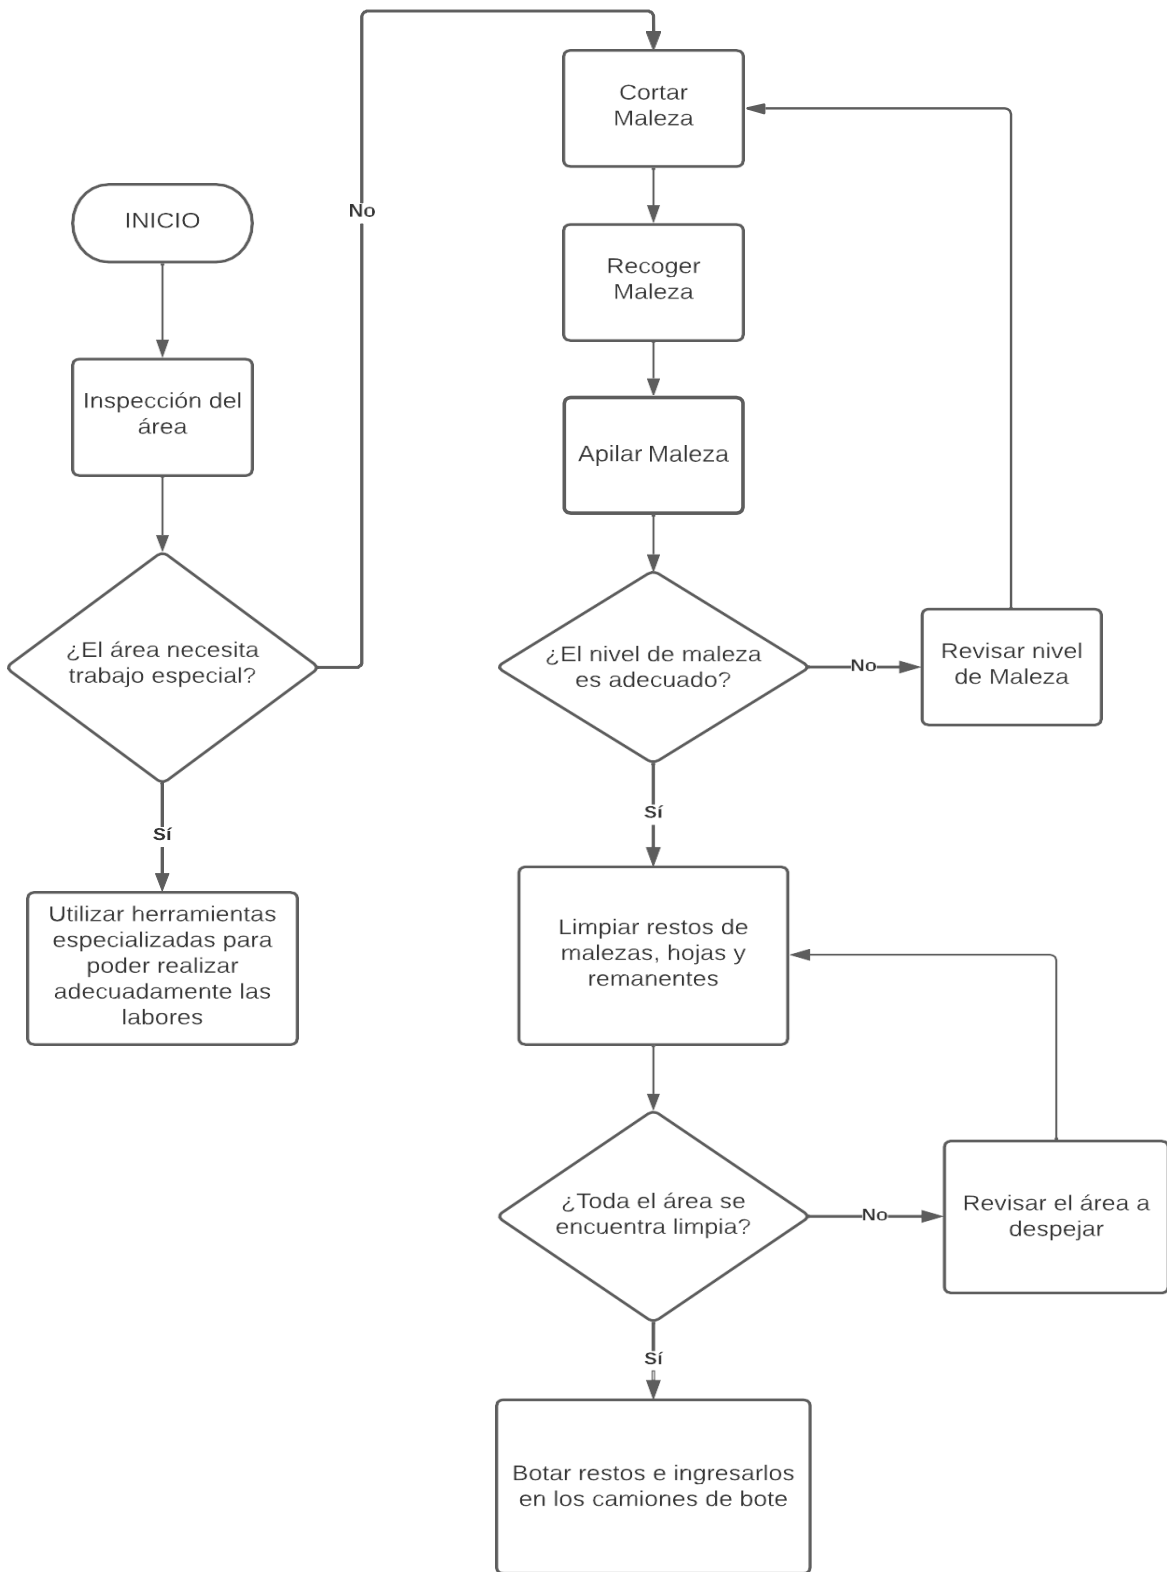 INICIO
Inspección del
área
¿El área necesita
trabajo especial?
No
Sí
Utilizar herramientas
especializadas para
poder realizar
adecuadamente las
labores
Cortar
Maleza
Recoger
Maleza
Apilar Maleza
¿El nivel de maleza
es adecuado?
No
Revisar nivel
de Maleza
Sí
Limpiar restos de
malezas, hojas y
remanentes
¿Toda el área se
encuentra limpia?
No
Revisar el área a
despejar
Sí
Botar restos e ingresarlos
en los camiones de bote